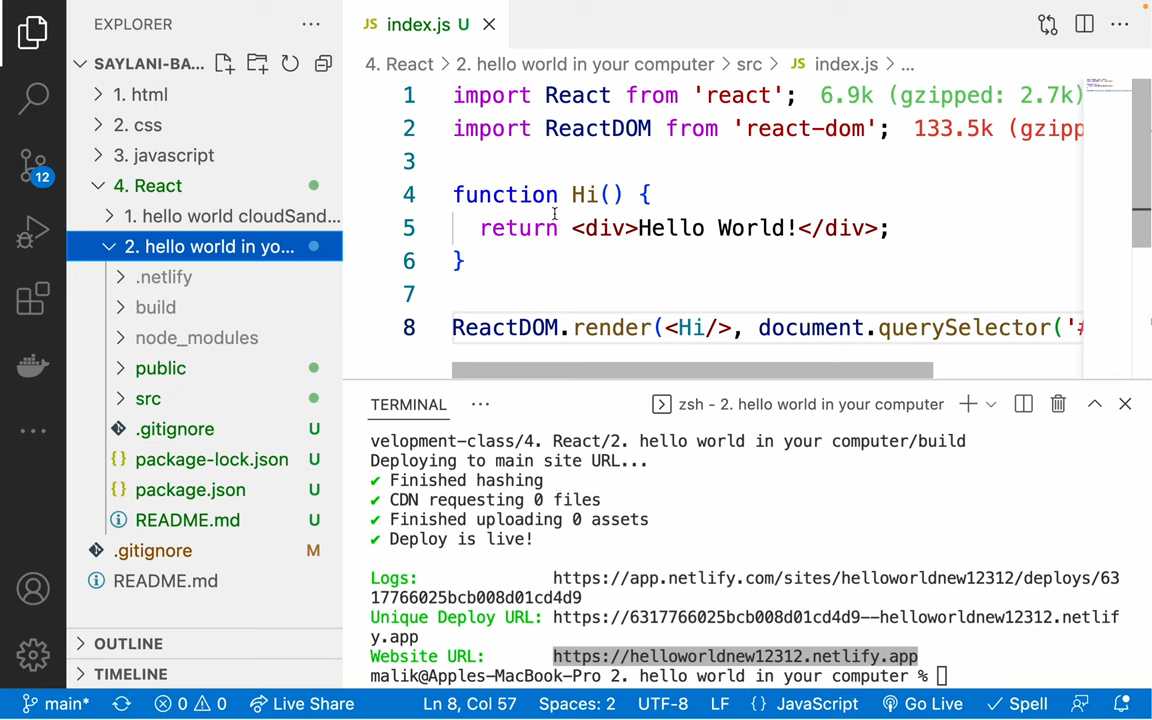 EXPLORER
SAYLANI-BA...
1. html
2. css
3. javascript
4. React
1. hello world cloudSand...
2. hello world in yo...
.netlify
build
node_modules
public
src
.gitignore U
package-lock.json U
package.json U
README.md U
.gitignore M
README.md
OUTLINE
TIMELINE
12
JS index.js U
4. React > 2. hello world in your computer > src > JS index.js > ...
1 import React from 'react'; 6.9k (gzipped: 2.7k)
2 import ReactDOM from 'react-dom'; 133.5k (gzipp
3
4 function Hi() {
5 return <div>Hello World!</div>;
6 }
7
8 ReactDOM.render(<Hi/>, document.querySelector('#
TERMINAL
zsh - 2. hello world in your computer
velopment-class/4. React/2. hello world in your computer/build
Deploying to main site URL...
✔ Finished hashing
✔ CDN requesting 0 files
✔ Finished uploading 0 assets
✔ Deploy is live!
Logs: https://app.netlify.com/sites/helloworldnew12312/deploys/63
17766025bcb008d01cd4d9
Unique Deploy URL: https://6317766025bcb008d01cd4d9--helloworldnew12312.netlif
y.app
Website URL: https://helloworldnew12312.netlify.app
malik@Apples-MacBook-Pro 2. hello world in your computer %
main* 0 0 Live Share Ln 8, Col 57 Spaces: 2 UTF-8 LF {} JavaScript Go Live Spell